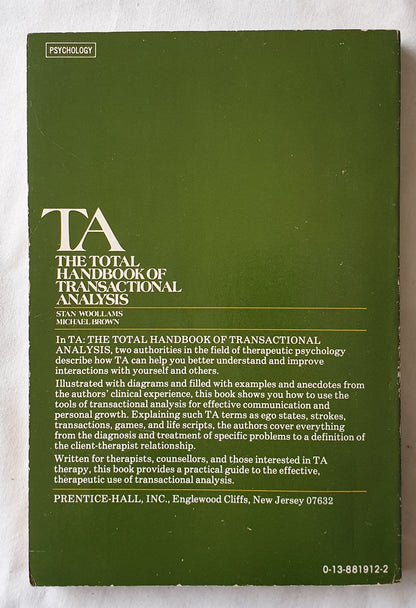 PSYCHOLOGY
TA
THE TOTAL
HANDBOOK OF
TRANSACTIONAL
ANALYSIS
STAN WOOLLAMS
MICHAEL BROWN
In TA: THE TOTAL HANDBOOK OF TRANSACTIONAL
ANALYSIS, two authorities in the field of therapeutic psychology
describe how TA can help you better understand and improve
interactions with yourself and others.
Illustrated with diagrams and filled with examples and anecdotes from
the authors' clinical experience, this book shows you how to use the
tools of transactional analysis for effective communication and
personal growth. Explaining such TA terms as ego states, strokes,
transactions, games, and life scripts, the authors cover everything
from the diagnosis and treatment of specific problems to a definition of
the client-therapist relationship.
Written for therapists, counsellors, and those interested in TA
therapy, this book provides a practical guide to the effective,
therapeutic use of transactional analysis.
PRENTICE-HALL, INC., Englewood Cliffs, New Jersey 07632
0-13-881912-2